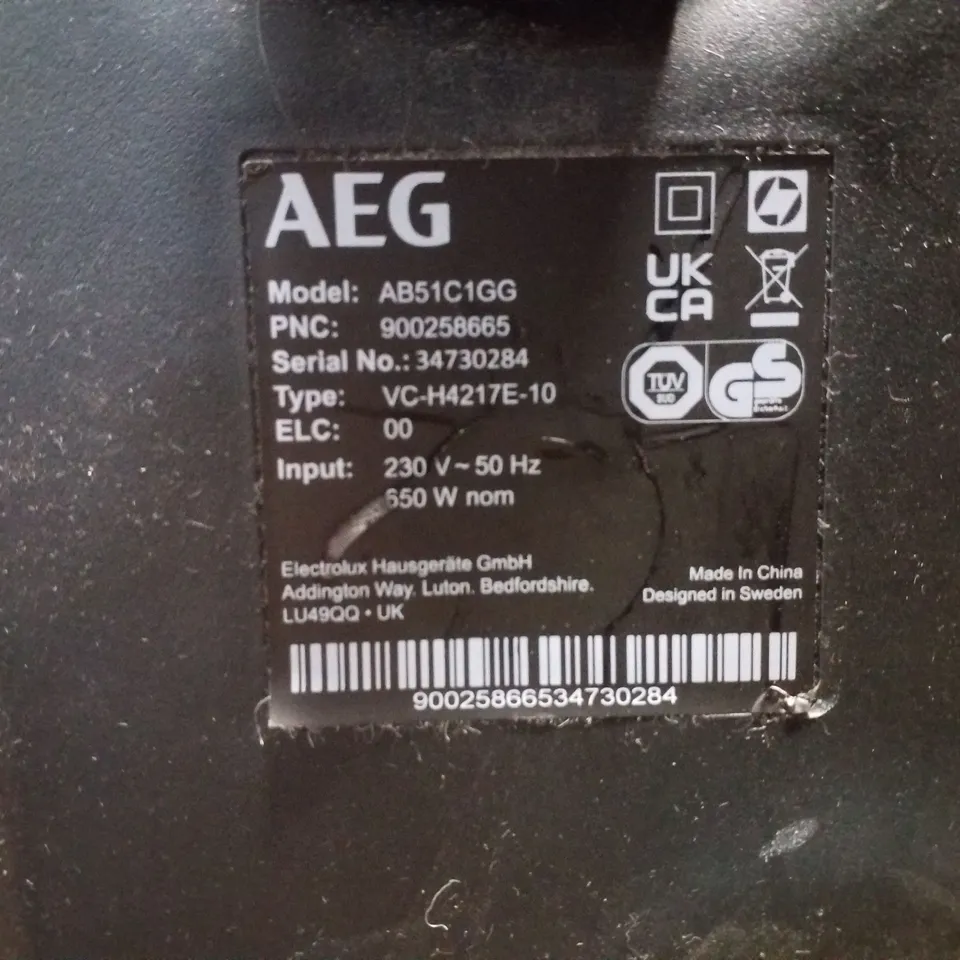 AEG
Model: AB51C1GG
PNC: 900258665
Serial No.: 34730284
Type: VC-H4217E-10
ELC: 00
Input: 230 V ~ 50 Hz
650 W nom
UK
CA
TÜV
SÜD
GS
geprüfte
Sicherheit
Electrolux Hausgeräte GmbH
Addington Way. Luton. Bedfordshire.
LU49QQ • UK
Made In China
Designed in Sweden
90025866534730284